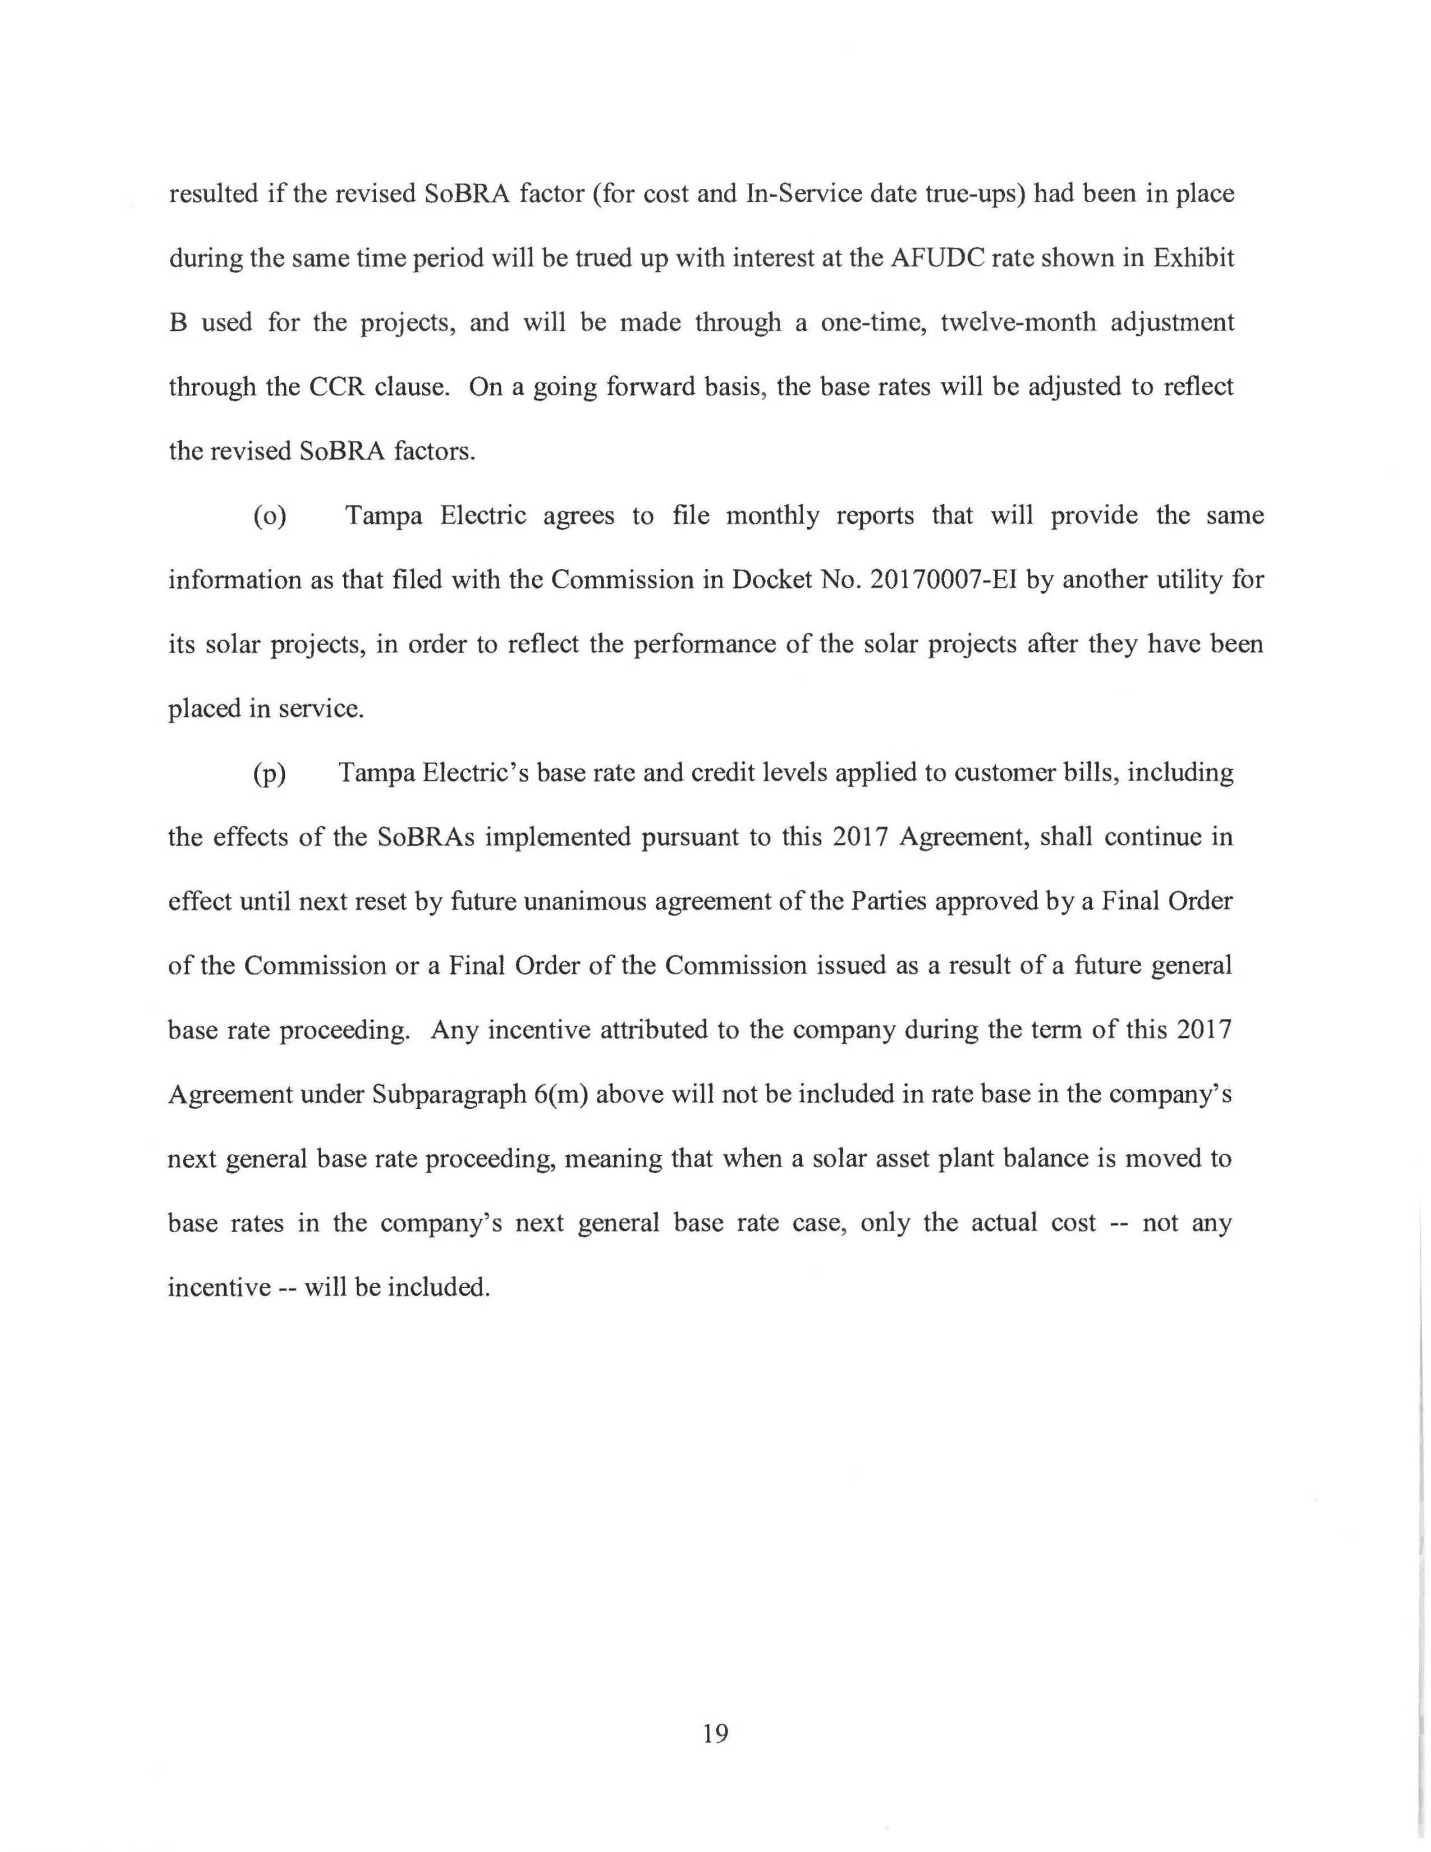 resulted if the revised SoBRA factor (for cost and In-Service date true-ups) had been in place
during the same time period will be trued up with interest at the AFUDC rate shown in Exhibit
B used for the projects, and will be made through a one-time, twelve-month adjustment
through the CCR clause. On a going forward basis, the base rates will be adjusted to reflect
the revised SoBRA factors.
(o) Tampa Electric agrees to file monthly reports that will provide the same
information as that filed with the Commission in Docket No. 20170007-EI by another utility for
its solar projects, in order to reflect the performance of the solar projects after they have been
placed in service.
(p) Tampa Electric's base rate and credit levels applied to customer bills, including
the effects of the SoBRAs implemented pursuant to this 2017 Agreement, shall continue in
effect until next reset by future unanimous agreement of the Parties approved by a Final Order
of the Commission or a Final Order of the Commission issued as a result of a future general
base rate proceeding. Any incentive attributed to the company during the term of this 2017
Agreement under Subparagraph 6(m) above will not be included in rate base in the company's
next general base rate proceeding, meaning that when a solar asset plant balance is moved to
base rates in the company's next general base rate case, only the actual cost -- not any
incentive -- will be included.
19